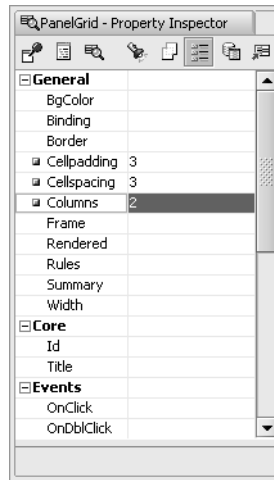 PanelGrid - Property Inspector
General
BgColor
Binding
Border
Cellpadding 3
Cellspacing 3
Columns 2
Frame
Rendered
Rules
Summary
Width
Core
Id
Title
Events
OnClick
OnDblClick